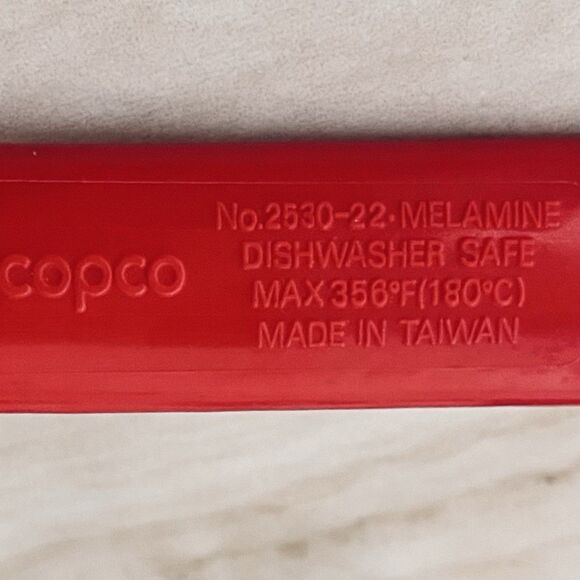 copco
No.2530-22·MELAMINE
DISHWASHER SAFE
MAX 356°F(180°C)
MADE IN TAIWAN